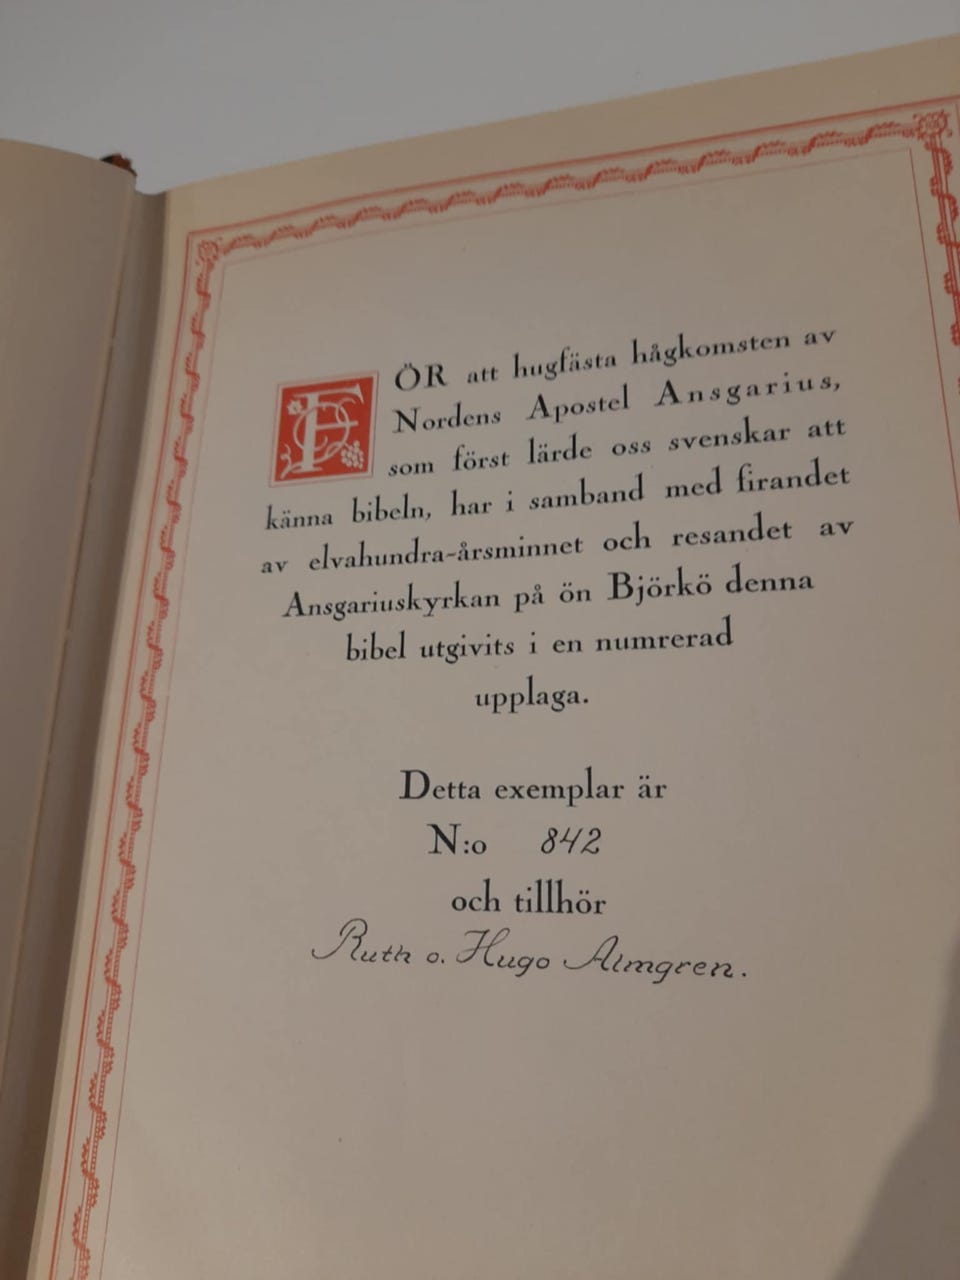 FÖR att hugfästa hågkomsten av
Nordens Apostel Ansgarius,
som först lärde oss svenskar att
känna bibeln, har i samband med firandet
av elvahundra-årsminnet och resandet av
Ansgariuskyrkan på ön Björkö denna
bibel utgivits i en numrerad
upplaga.
Detta exemplar är
N:o 842
och tillhör
Ruth o. Hugo Almgren.